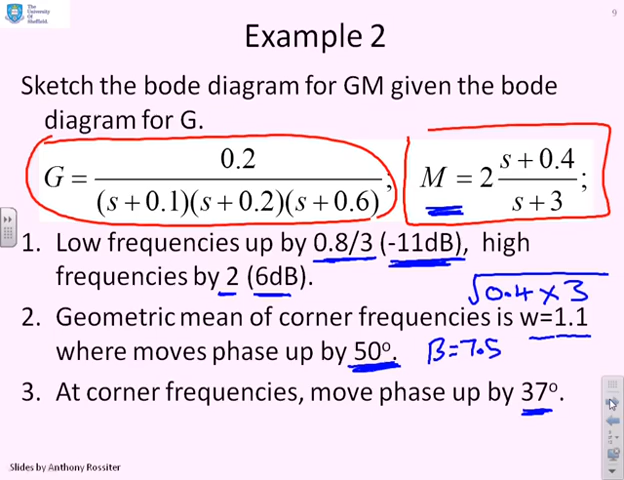 The
University
Of
Sheffield.
9
Example 2
Sketch the bode diagram for GM given the bode
diagram for G.
G = 0.2 / (s + 0.1)(s + 0.2)(s + 0.6) ; M = 2 (s + 0.4) / (s + 3) ;
1. Low frequencies up by 0.8/3 (-11dB), high
frequencies by 2 (6dB).
√0.4 × 3
2. Geometric mean of corner frequencies is w=1.1
where moves phase up by 50°. β=7.5
3. At corner frequencies, move phase up by 37°.
Slides by Anthony Rossiter